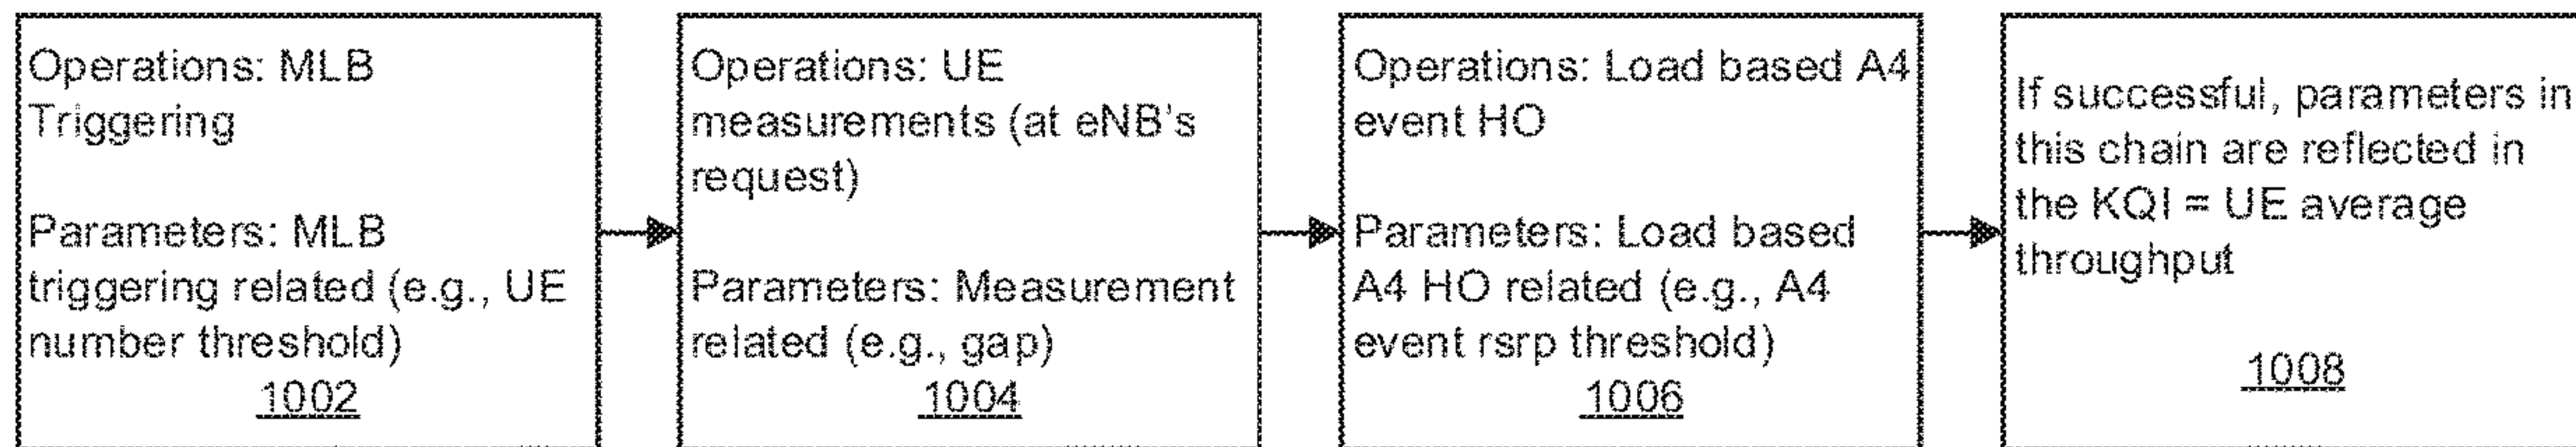 Operations: MLB
Triggering
Parameters: MLB
triggering related (e.g., UE
number threshold)
1002
Operations: UE
measurements (at eNB's
request)
Parameters: Measurement
related (e.g., gap)
1004
Operations: Load based A4
event HO
Parameters: Load based
A4 HO related (e.g., A4
event rsrp threshold)
1006
If successful, parameters in
this chain are reflected in
the KQI = UE average
throughput
1008